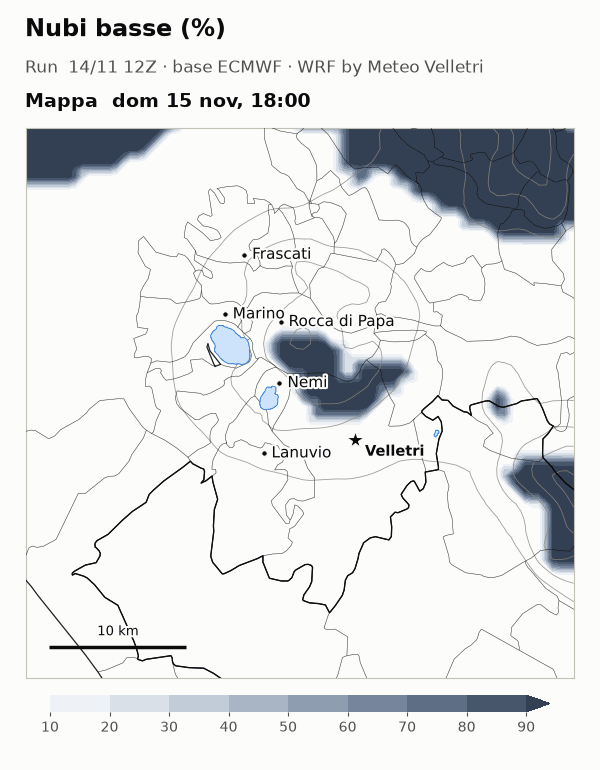 Nubi basse (%)
Run  14/11 12Z · base ECMWF · WRF by Meteo Velletri
Mappa  dom 15 nov, 18:00
Frascati
Marino
Rocca di Papa
Nemi
Velletri
Lanuvio
10 km
10 20 30 40 50 60 70 80 90